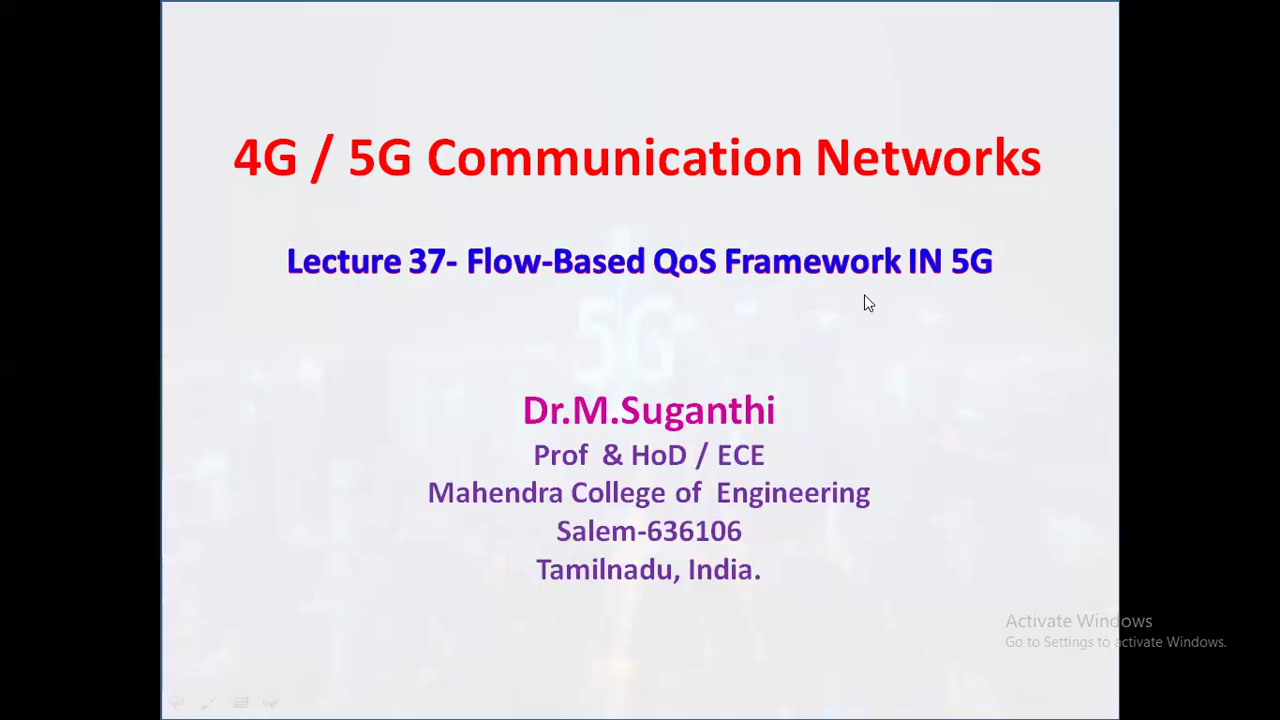 4G / 5G Communication Networks
Lecture 37- Flow-Based QoS Framework IN 5G
5G
Dr.M.Suganthi
Prof & HoD / ECE
Mahendra College of Engineering
Salem-636106
Tamilnadu, India.
Activate Windows
Go to Settings to activate Windows.